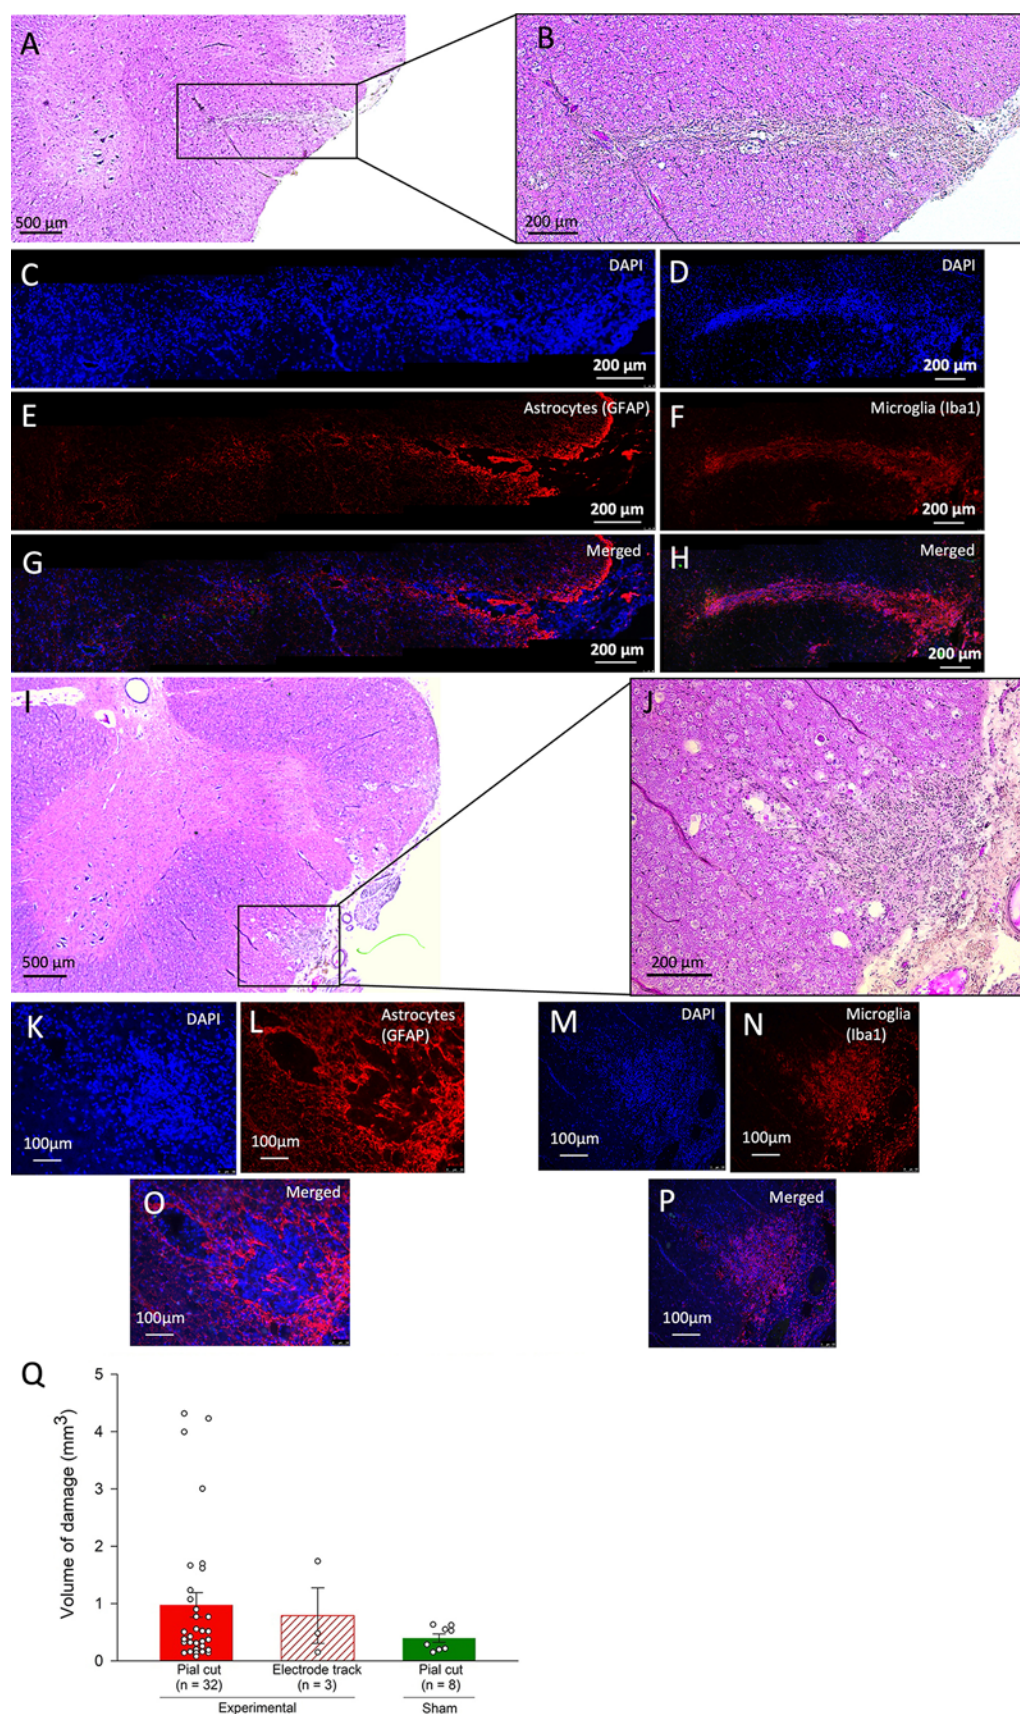 A
B
500 µm
200 µm
C
DAPI
D
DAPI
200 µm
200 µm
E
Astrocytes (GFAP)
F
Microglia (Iba1)
200 µm
200 µm
G
Merged
H
Merged
200 µm
200 µm
I
J
500 µm
200 µm
K
DAPI
L
Astrocytes
(GFAP)
M
DAPI
N
Microglia
(Iba1)
100µm
100µm
100µm
100µm
O
Merged
P
Merged
100µm
100µm
Q
Volume of damage (mm3)
5
4
3
2
1
0
Pial cut
(n = 32)
Electrode track
(n = 3)
Pial cut
(n = 8)
Experimental
Sham